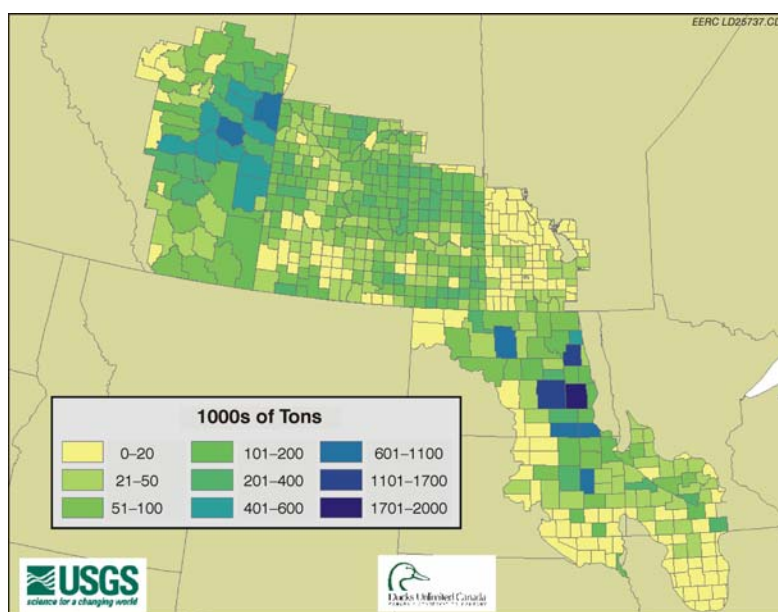 EERC LD25737.CD
1000s of Tons
0–20
21–50
51–100
101–200
201–400
401–600
601–1100
1101–1700
1701–2000
USGS
science for a changing world
Ducks Unlimited Canada